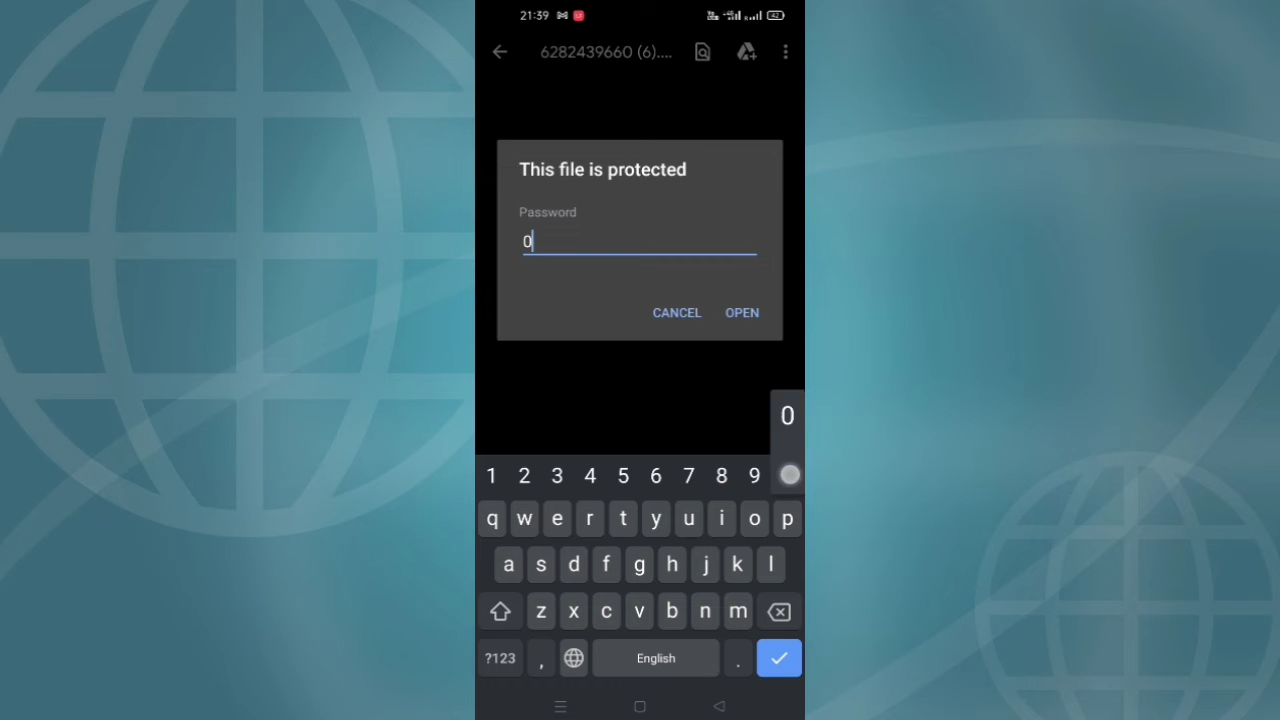 21:39
6282439660 (6)....
This file is protected
Password
0
CANCEL OPEN
0
1 2 3 4 5 6 7 8 9
q w e r t y u i o p
a s d f g h j k l
z x c v b n m
?123 , English .